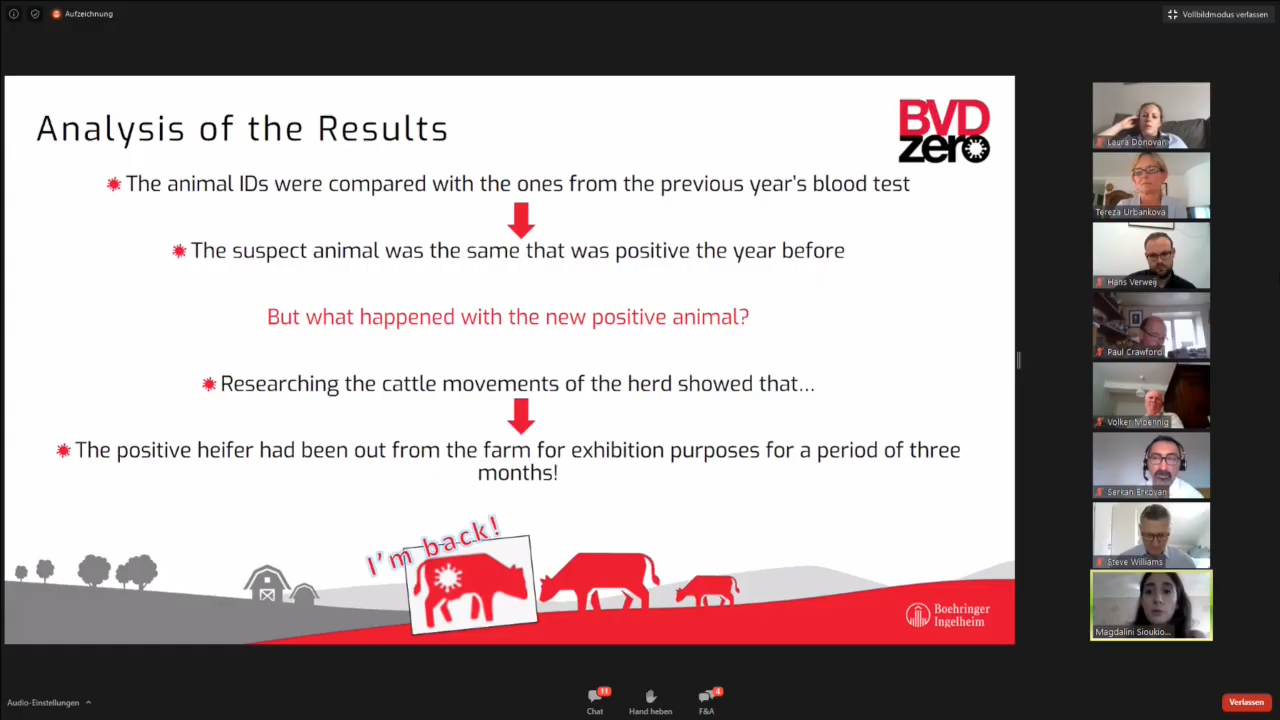 Aufzeichnung
Vollbildmodus verlassen
Analysis of the Results
BVD
zero
The animal IDs were compared with the ones from the previous year's blood test
The suspect animal was the same that was positive the year before
But what happened with the new positive animal?
Researching the cattle movements of the herd showed that...
The positive heifer had been out from the farm for exhibition purposes for a period of three
months!
I'm back!
Boehringer
Ingelheim
Laura Donovan
Tereza Urbankova
Hans Verweij
Paul Crawford
Volker Moennig
Serkan Erkovan
Steve Williams
Magdalini Sioukio...
Audio-Einstellungen
11
Chat
Hand heben
4
F&A
Verlassen